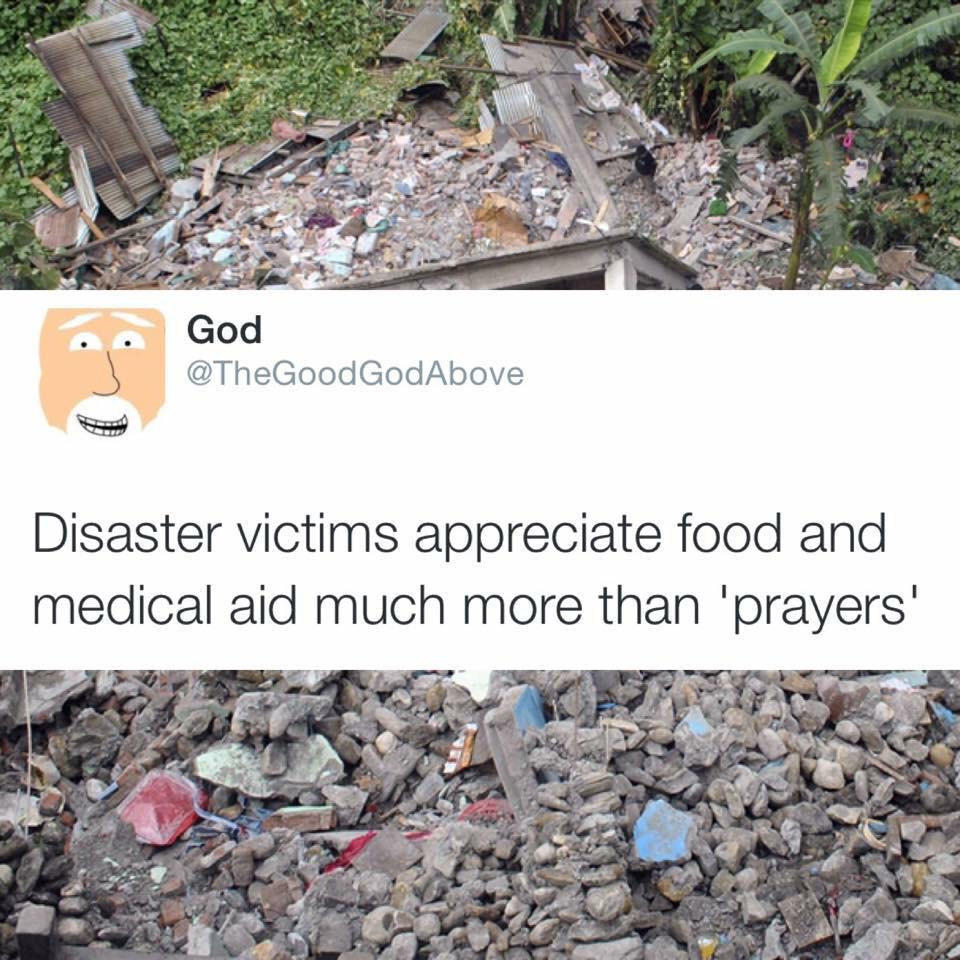 God
@TheGoodGodAbove
Disaster victims appreciate food and
medical aid much more than 'prayers'